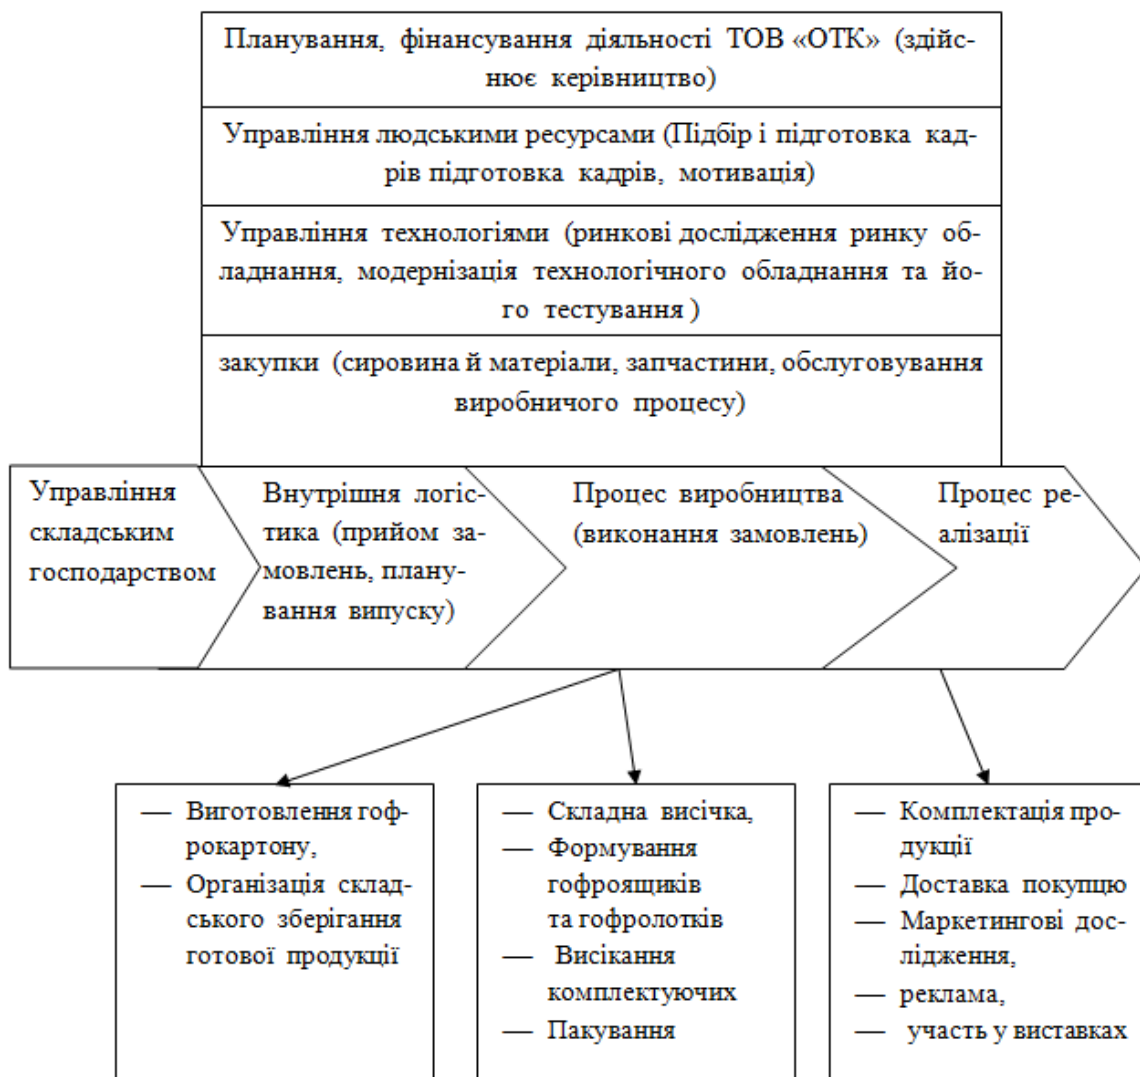 Планування, фінансування діяльності ТОВ «ОТК» (здійс-
нює керівництво)
Управління людськими ресурсами (Підбір і підготовка кад-
рів підготовка кадрів, мотивація)
Управління технологіями (ринкові дослідження ринку об-
ладнання, модернізація технологічного обладнання та йо-
го тестування )
закупки (сировина й матеріали, запчастини, обслуговування
виробничого процесу)
Управління
складським
господарством
Внутрішня логіс-
тика (прийом за-
мовлень, плану-
вання випуску)
Процес виробництва
(виконання замовлень)
Процес ре-
алізації
— Виготовлення гоф-
рокартону,
— Організація склад-
ського зберігання
готової продукції
— Складна висічка,
— Формування
гофроящиків
та гофролотків
— Висікання
комплектуючих
— Пакування
— Комплектація про-
дукції
— Доставка покупцю
— Маркетингові дос-
лідження,
— реклама,
— участь у виставках